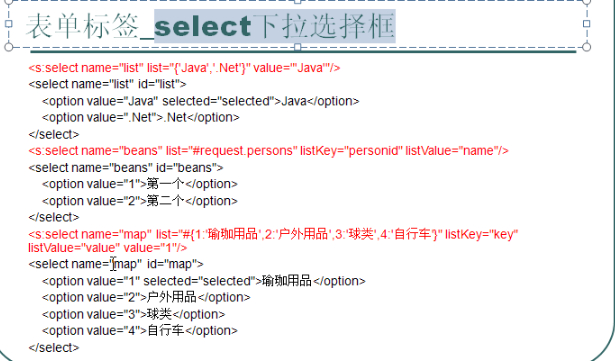 表单标签_select下拉选择框
<s:select name="list" list="{'Java','.Net'}" value="'Java'"/>
<select name="list" id="list">
<option value="Java" selected="selected">Java</option>
<option value=".Net">.Net</option>
</select>
<s:select name="beans" list="#request.persons" listKey="personid" listValue="name"/>
<select name="beans" id="beans">
<option value="1">第一个</option>
<option value="2">第二个</option>
</select>
<s:select name="map" list="#{1:'瑜珈用品',2:'户外用品',3:'球类',4:'自行车'}" listKey="key"
listValue="value" value="1"/>
<select name="map" id="map">
<option value="1" selected="selected">瑜珈用品</option>
<option value="2">户外用品</option>
<option value="3">球类</option>
<option value="4">自行车</option>
</select>